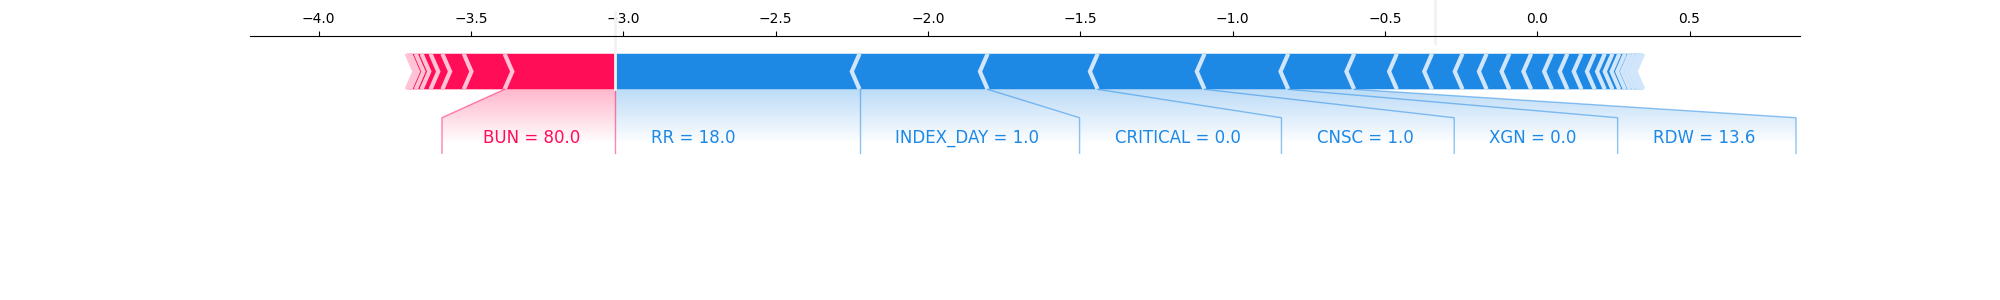 −4.0 −3.5 −3.0 −2.5 −2.0 −1.5 −1.0 −0.5 0.0 0.5
BUN = 80.0 RR = 18.0 INDEX_DAY = 1.0 CRITICAL = 0.0 CNSC = 1.0 XGN = 0.0 RDW = 13.6